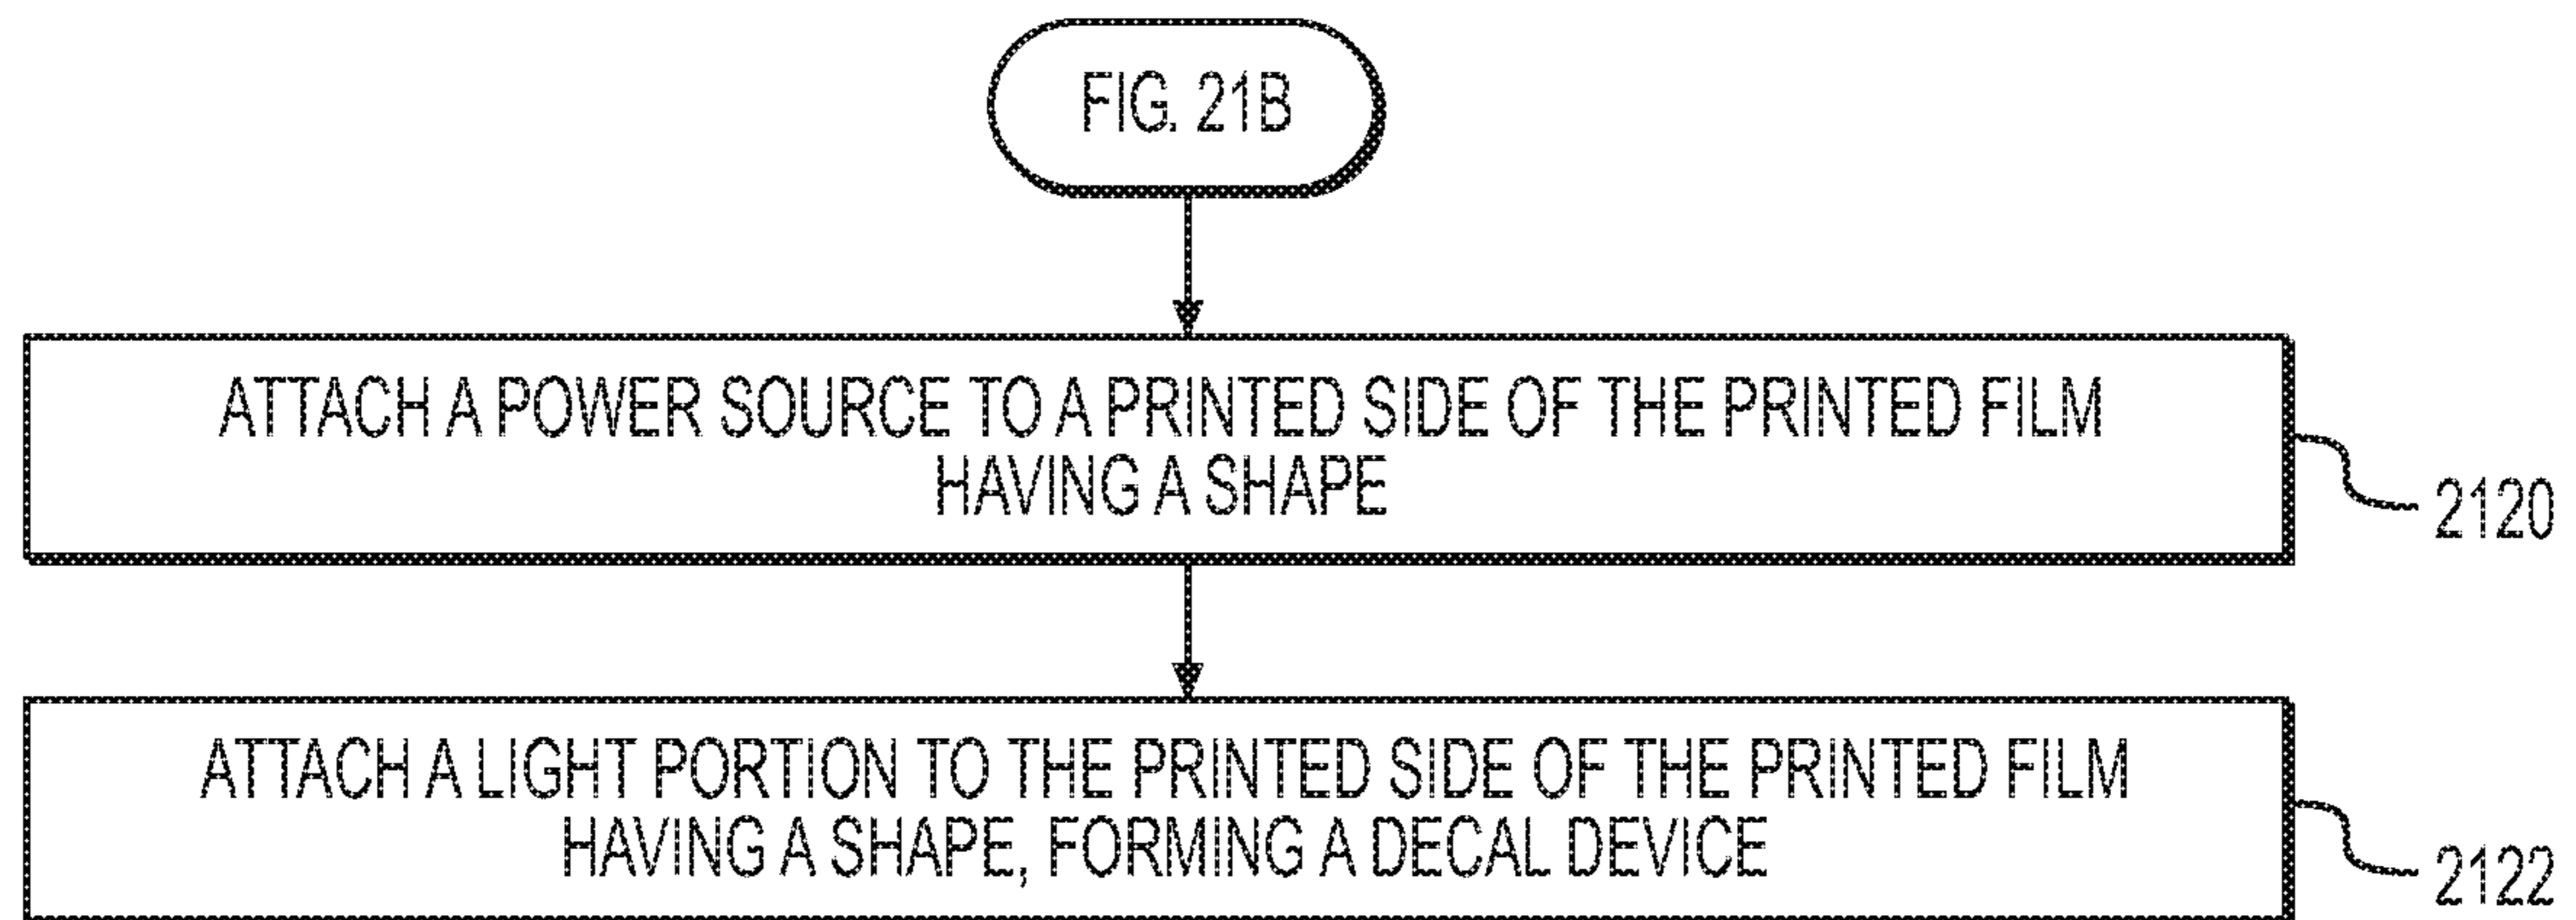 FIG. 21B
ATTACH A POWER SOURCE TO A PRINTED SIDE OF THE PRINTED FILM
HAVING A SHAPE
2120
ATTACH A LIGHT PORTION TO THE PRINTED SIDE OF THE PRINTED FILM
HAVING A SHAPE, FORMING A DECAL DEVICE
2122